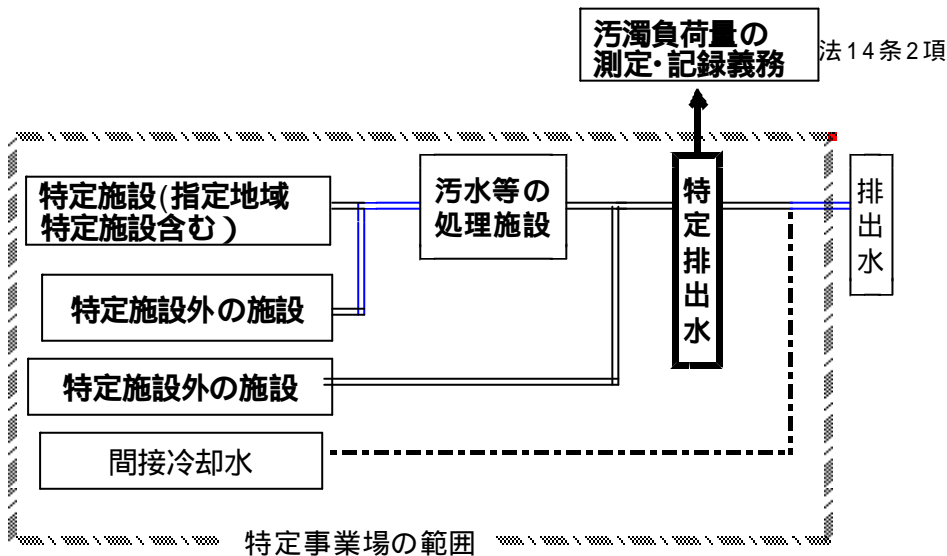 汚濁負荷量の
測定・記録義務
法14条2項
特定施設(指定地域
特定施設含む)
汚水等の
処理施設
特定排出水
排出水
特定施設外の施設
特定施設外の施設
間接冷却水
特定事業場の範囲